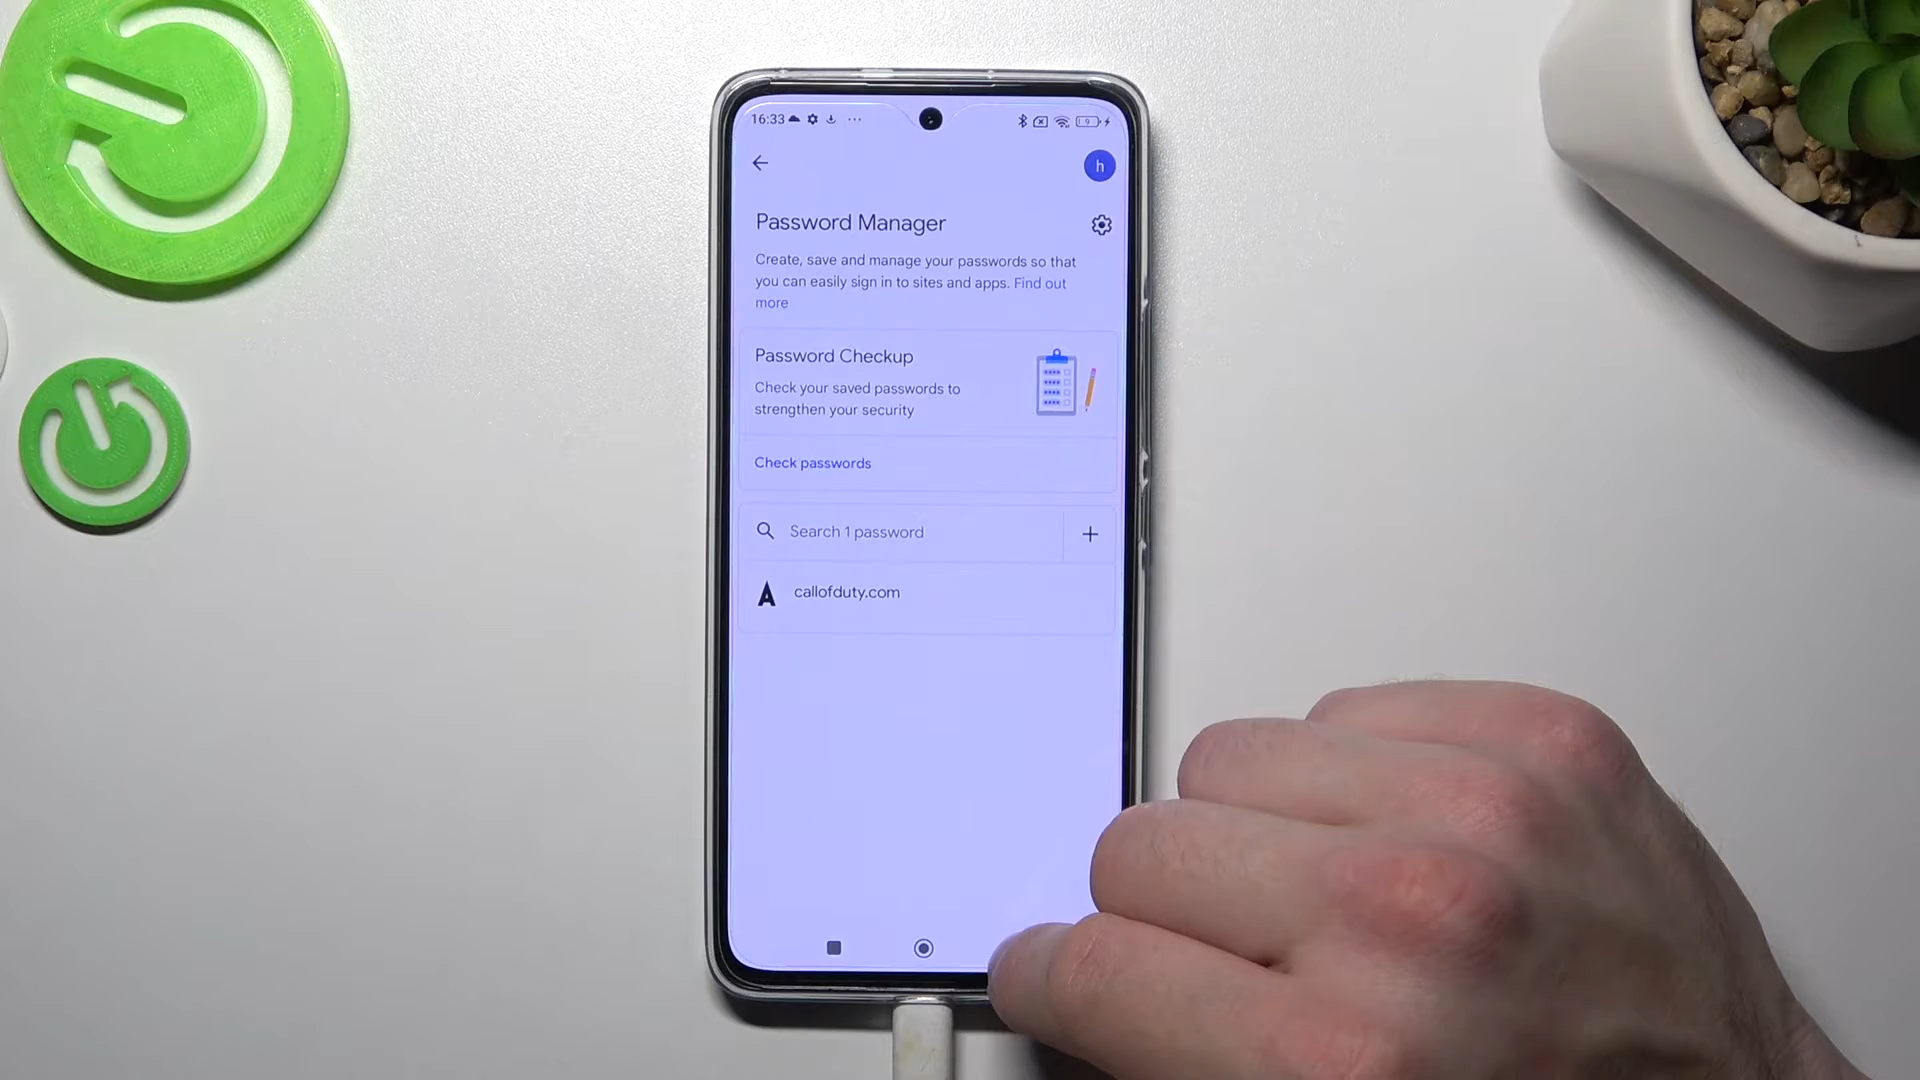 16:33
9
h
Password Manager
Create, save and manage your passwords so that
you can easily sign in to sites and apps. Find out
more
Password Checkup
Check your saved passwords to
strengthen your security
Check passwords
Search 1 password
callofduty.com